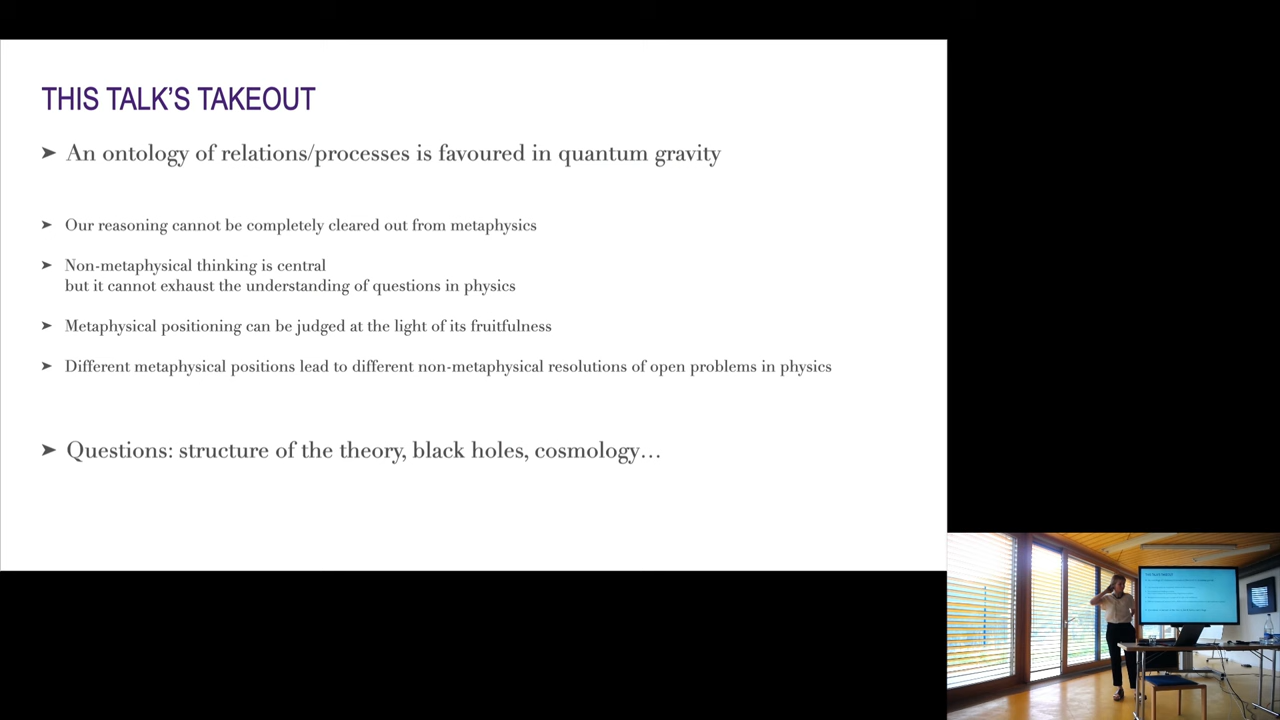 THIS TALK'S TAKEOUT
➤ An ontology of relations/processes is favoured in quantum gravity
➤ Our reasoning cannot be completely cleared out from metaphysics
➤ Non-metaphysical thinking is central
but it cannot exhaust the understanding of questions in physics
➤ Metaphysical positioning can be judged at the light of its fruitfulness
➤ Different metaphysical positions lead to different non-metaphysical resolutions of open problems in physics
➤ Questions: structure of the theory, black holes, cosmology…